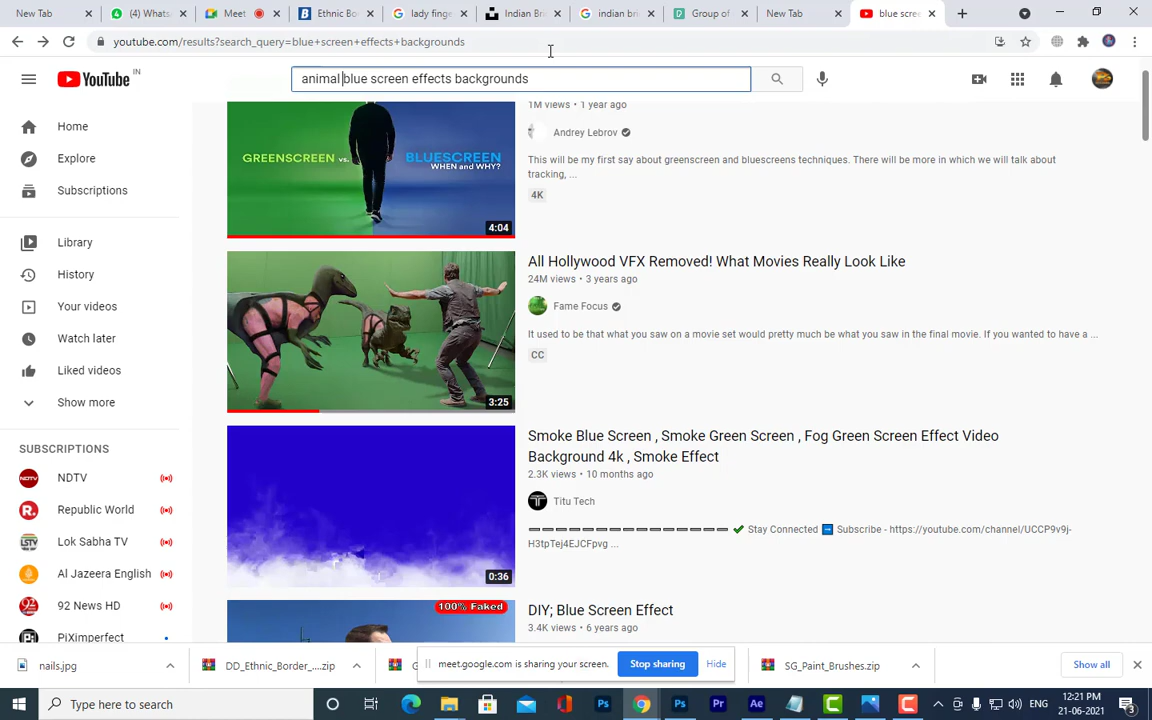 New Tab
(4) Whats
Meet
Ethnic Bo
lady finge
Indian Bri
indian bri
Group of
New Tab
blue scree
youtube.com/results?search_query=blue+screen+effects+backgrounds
YouTube IN
animal blue screen effects backgrounds
Home
Explore
Subscriptions
Library
History
Your videos
Watch later
Liked videos
Show more
SUBSCRIPTIONS
NDTV
Republic World
Lok Sabha TV
Al Jazeera English
92 News HD
PiXimperfect
GREENSCREEN vs. BLUESCREEN
WHEN and WHY?
4:04
1M views • 1 year ago
Andrey Lebrov
This will be my first say about greenscreen and bluescreens techniques. There will be more in which we will talk about
tracking, ...
4K
3:25
All Hollywood VFX Removed! What Movies Really Look Like
24M views • 3 years ago
Fame Focus
It used to be that what you saw on a movie set would pretty much be what you saw in the final movie. If you wanted to have a ...
CC
0:36
Smoke Blue Screen , Smoke Green Screen , Fog Green Screen Effect Video
Background 4k , Smoke Effect
2.3K views • 10 months ago
Titu Tech
Stay Connected Subscribe - https://youtube.com/channel/UCCP9v9j-
H3tpTej4EJCFpvg ...
100% Faked
DIY; Blue Screen Effect
3.4K views • 6 years ago
nails.jpg
DD_Ethnic_Border_....zip
meet.google.com is sharing your screen.
Stop sharing
Hide
SG_Paint_Brushes.zip
Show all
Type here to search
Ps
Ps
Pr
Ae
ENG
12:21 PM
21-06-2021
3